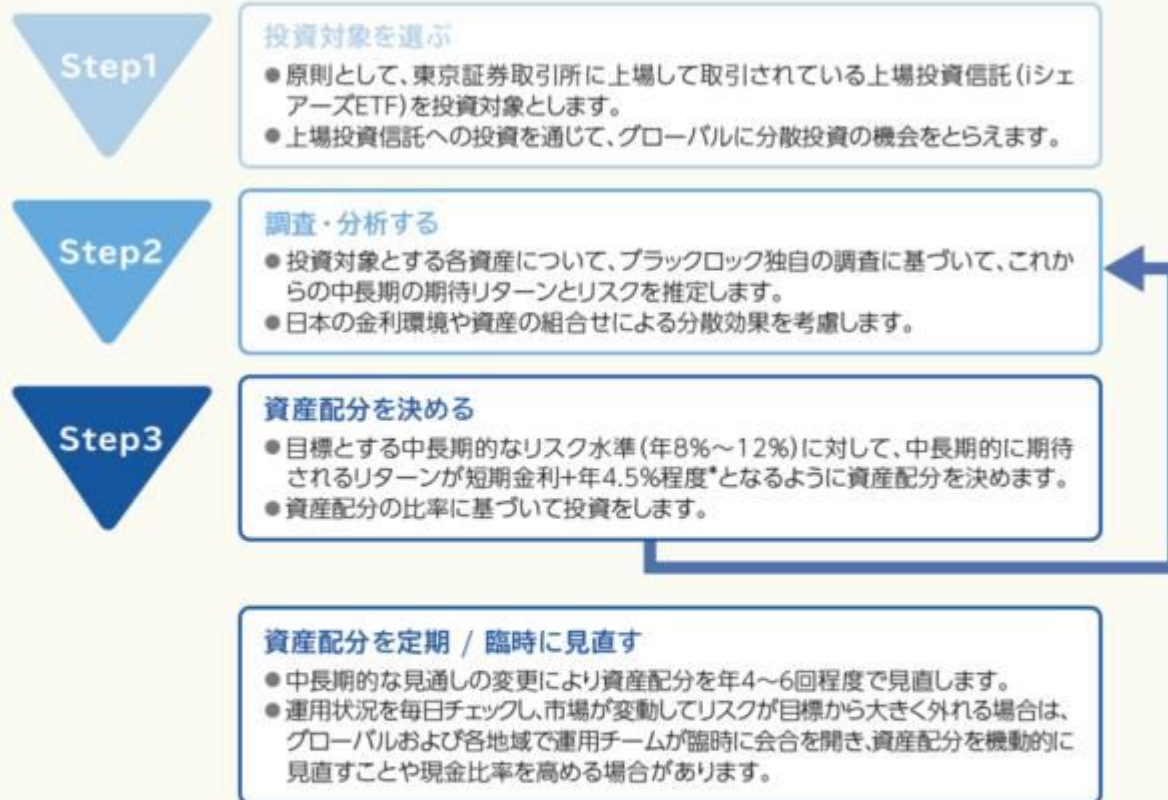 Step1
投資対象を選ぶ
●原則として、東京証券取引所に上場して取引されている上場投資信託(iシェ
アーズETF)を投資対象とします。
●上場投資信託への投資を通じて、グローバルに分散投資の機会をとらえます。
Step2
調査・分析する
●投資対象とする各資産について、ブラックロック独自の調査に基づいて、これか
らの中長期の期待リターンとリスクを推定します。
●日本の金利環境や資産の組合せによる分散効果を考慮します。
Step3
資産配分を決める
●目標とする中長期的なリスク水準(年8%～12%)に対して、中長期的に期待
されるリターンが短期金利+年4.5%程度*となるように資産配分を決めます。
●資産配分の比率に基づいて投資をします。
資産配分を定期 / 臨時に見直す
●中長期的な見通しの変更により資産配分を年4～6回程度で見直します。
●運用状況を毎日チェックし、市場が変動してリスクが目標から大きく外れる場合は、
グローバルおよび各地域で運用チームが臨時に会合を開き、資産配分を機動的に
見直すことや現金比率を高める場合があります。